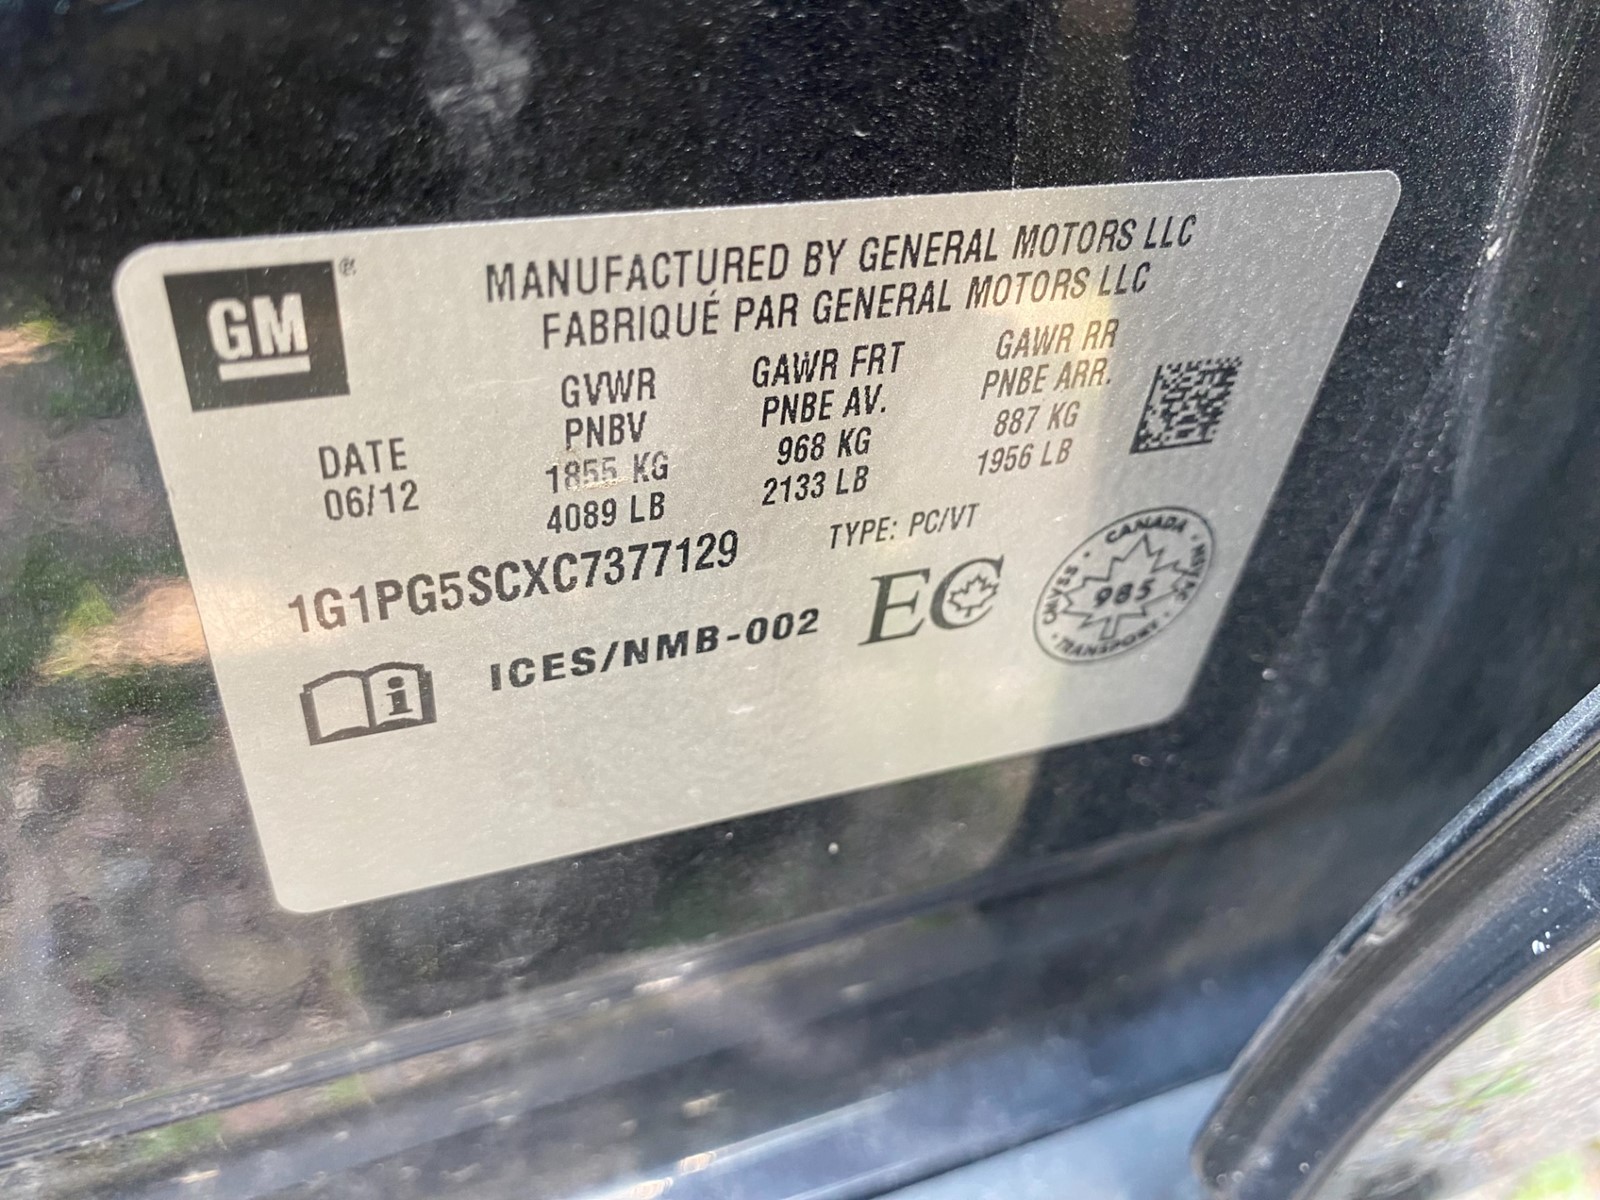 GM®
MANUFACTURED BY GENERAL MOTORS LLC
FABRIQUÉ PAR GENERAL MOTORS LLC
DATE
06/12
GVWR
PNBV
1855 KG
4089 LB
GAWR FRT
PNBE AV.
968 KG
2133 LB
GAWR RR
PNBE ARR.
887 KG
1956 LB
1G1PG5SCXC7377129
TYPE: PC/VT
i
ICES/NMB-002
EC
CANADA
985
CMVSS
NSVAC
TRANSPORT